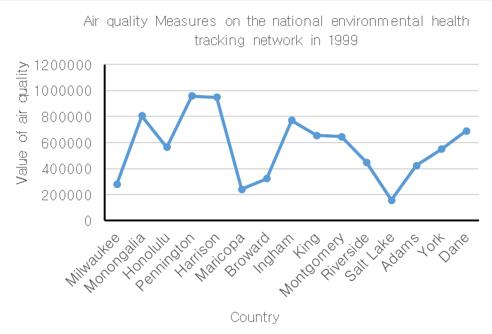 Air quality Measures on the national environmental health
tracking network in 1999
Value of air quality
1200000
1000000
800000
600000
400000
200000
0
Milwaukee
Monongalia
Honolulu
Pennington
Harrison
Maricopa
Broward
Ingham
King
Montgomery
Riverside
Salt Lake
Adams
York
Dane
Country